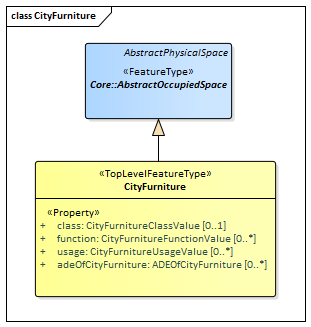 class CityFurniture
AbstractPhysicalSpace
«FeatureType»
Core::AbstractOccupiedSpace
«TopLevelFeatureType»
CityFurniture
«Property»
+ class: CityFurnitureClassValue [0..1]
+ function: CityFurnitureFunctionValue [0..*]
+ usage: CityFurnitureUsageValue [0..*]
+ adeOfCityFurniture: ADEOfCityFurniture [0..*]